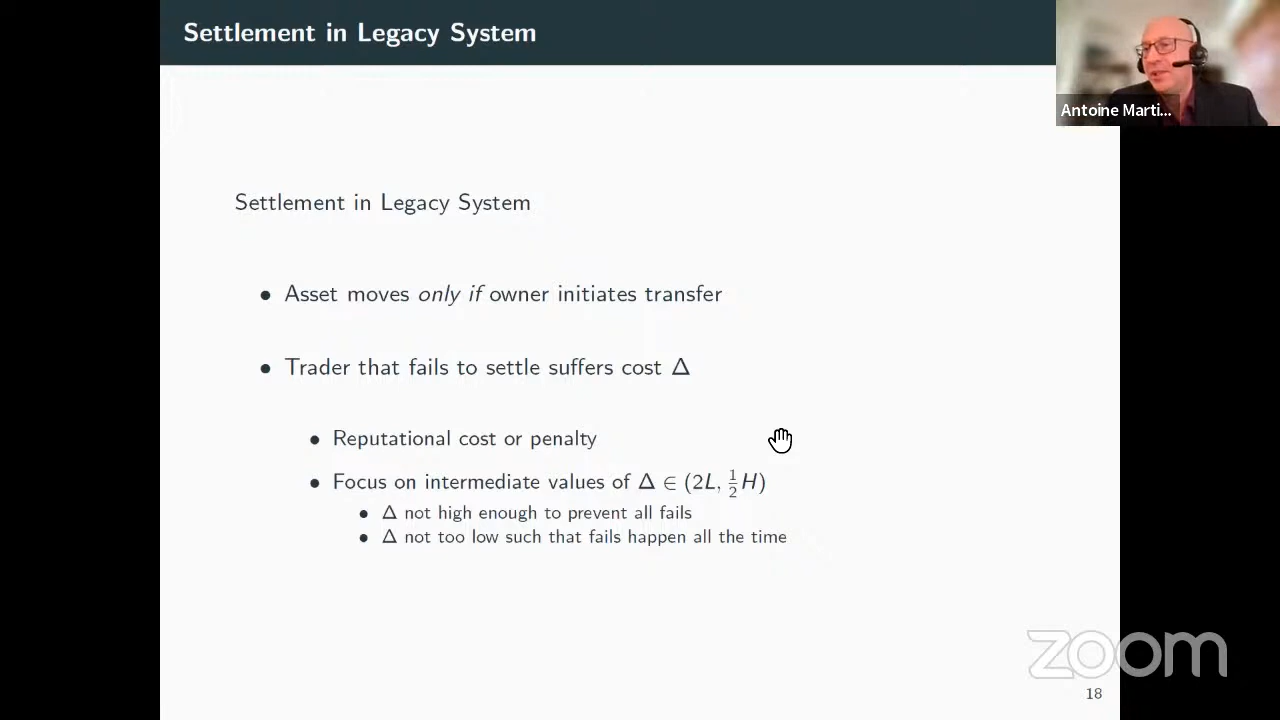 Settlement in Legacy System
Antoine Marti...
Settlement in Legacy System
• Asset moves only if owner initiates transfer
• Trader that fails to settle suffers cost Δ
• Reputational cost or penalty
• Focus on intermediate values of Δ ∈ (2L, ½H)
• Δ not high enough to prevent all fails
• Δ not too low such that fails happen all the time
zoom
18